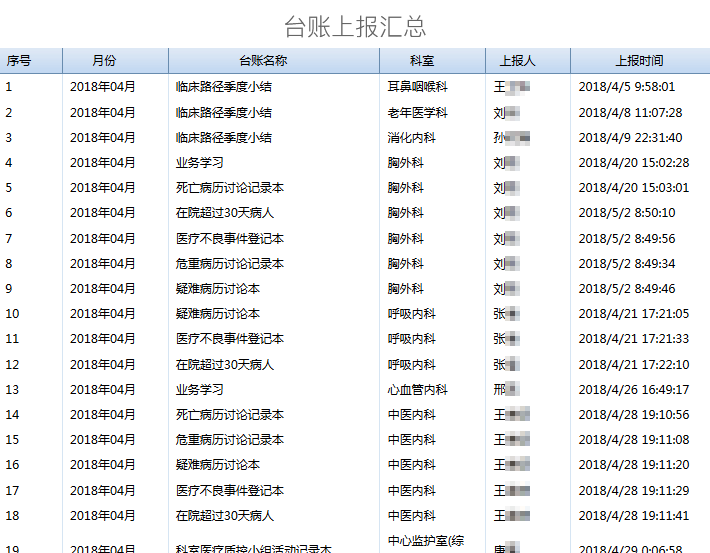 台账上报汇总
序号 月份 台账名称 科室 上报人 上报时间
1 2018年04月 临床路径季度小结 耳鼻咽喉科 王 2018/4/5 9:58:01
2 2018年04月 临床路径季度小结 老年医学科 刘 2018/4/8 11:07:28
3 2018年04月 临床路径季度小结 消化内科 孙 2018/4/9 22:31:40
4 2018年04月 业务学习 胸外科 刘 2018/4/20 15:02:28
5 2018年04月 死亡病历讨论记录本 胸外科 刘 2018/4/20 15:03:01
6 2018年04月 在院超过30天病人 胸外科 刘 2018/5/2 8:50:10
7 2018年04月 医疗不良事件登记本 胸外科 刘 2018/5/2 8:49:56
8 2018年04月 危重病历讨论记录本 胸外科 刘 2018/5/2 8:49:34
9 2018年04月 疑难病历讨论本 胸外科 刘 2018/5/2 8:49:46
10 2018年04月 疑难病历讨论本 呼吸内科 张 2018/4/21 17:21:05
11 2018年04月 医疗不良事件登记本 呼吸内科 张 2018/4/21 17:21:33
12 2018年04月 在院超过30天病人 呼吸内科 张 2018/4/21 17:22:10
13 2018年04月 业务学习 心血管内科 邢 2018/4/26 16:49:17
14 2018年04月 死亡病历讨论记录本 中医内科 王 2018/4/28 19:10:56
15 2018年04月 危重病历讨论记录本 中医内科 王 2018/4/28 19:11:08
16 2018年04月 疑难病历讨论本 中医内科 王 2018/4/28 19:11:20
17 2018年04月 医疗不良事件登记本 中医内科 王 2018/4/28 19:11:29
18 2018年04月 在院超过30天病人 中医内科 王 2018/4/28 19:11:41
中心监护室(综
19 2018年04月 科室医疗质控小组活动记录本 唐 2018/4/29 0:06:58